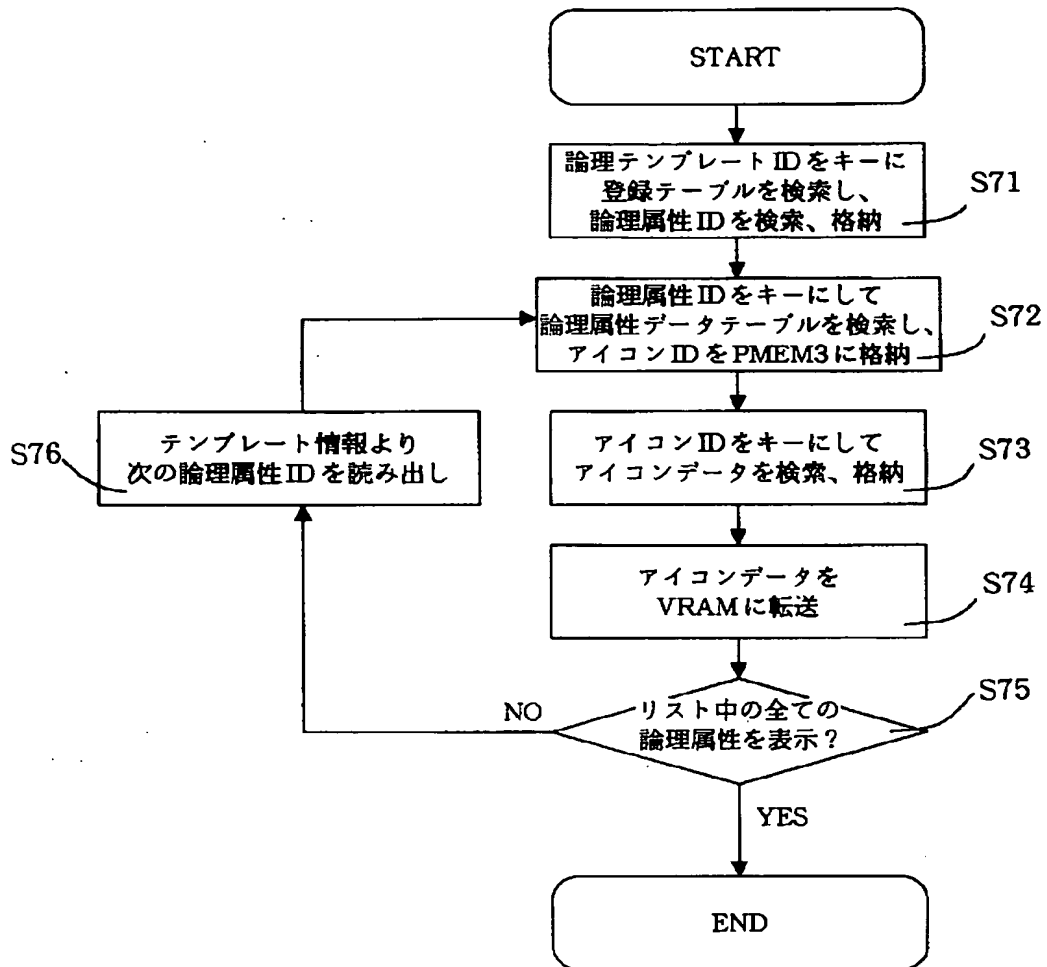 START
論理テンプレートIDをキーに
登録テーブルを検索し、
論理属性IDを検索、格納
S71
論理属性IDをキーにして
論理属性データテーブルを検索し、
アイコンIDをPMEM3に格納
S72
テンプレート情報より
次の論理属性IDを読み出し
S76
アイコンIDをキーにして
アイコンデータを検索、格納
S73
アイコンデータを
VRAMに転送
S74
リスト中の全ての
論理属性を表示？
S75
NO
YES
END